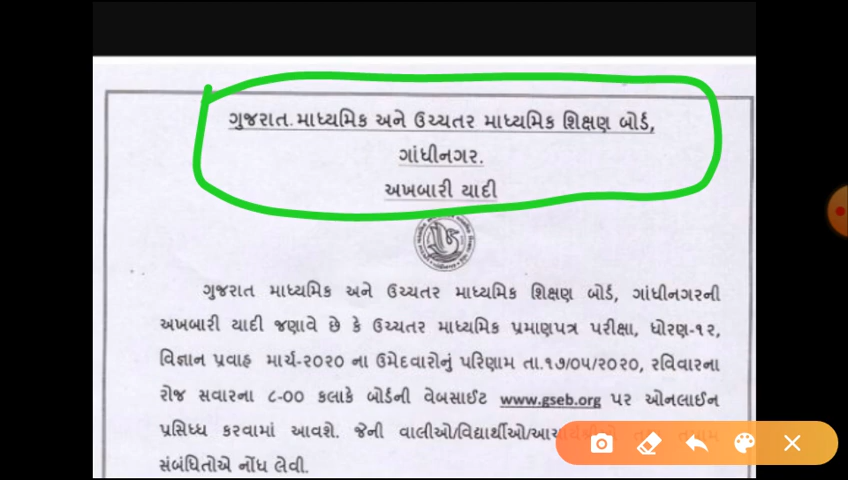 ગુજરાત માધ્યમિક અને ઉચ્ચતર માધ્યમિક શિક્ષણ બોર્ડ,
ગાંધીનગર.
અખબારી યાદી
ગુજરાત માધ્યમિક અને ઉચ્ચતર માધ્યમિક શિક્ષણ બોર્ડ, ગાંધીનગરની
અખબારી યાદી જણાવે છે કે ઉચ્ચતર માધ્યમિક પ્રમાણપત્ર પરીક્ષા, ધોરણ-૧૨,
વિજ્ઞાન પ્રવાહ માર્ચ-૨૦૨૦ ના ઉમેદવારોનું પરિણામ તા.૧૭/૦૫/૨૦૨૦, રવિવારના
રોજ સવારના ૮-૦૦ કલાકે બોર્ડની વેબસાઈટ www.gseb.org પર ઓનલાઈન
પ્રસિધ્ધ કરવામાં આવશે. જેની વાલીઓ/વિદ્યાર્થીઓ/
સંબંધિતોએ નોંધ લેવી.